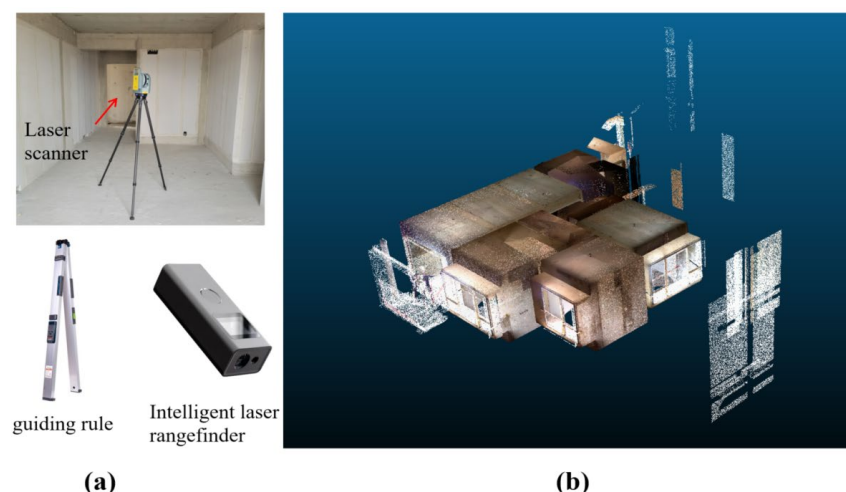 Laser
scanner
guiding rule
Intelligent laser
rangefinder
(a)
(b)